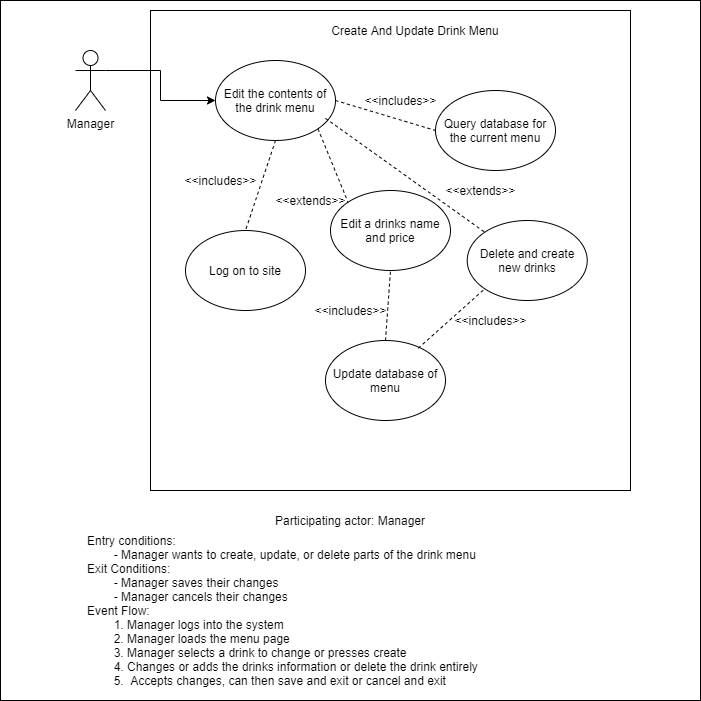 Create And Update Drink Menu
Manager
Edit the contents of
the drink menu
<<includes>>
Query database for
the current menu
<<includes>>
<<extends>>
<<extends>>
Edit a drinks name
and price
Log on to site
Delete and create
new drinks
<<includes>>
<<includes>>
Update database of
menu
Participating actor: Manager
Entry conditions:
- Manager wants to create, update, or delete parts of the drink menu
Exit Conditions:
- Manager saves their changes
- Manager cancels their changes
Event Flow:
1. Manager logs into the system
2. Manager loads the menu page
3. Manager selects a drink to change or presses create
4. Changes or adds the drinks information or delete the drink entirely
5. Accepts changes, can then save and exit or cancel and exit